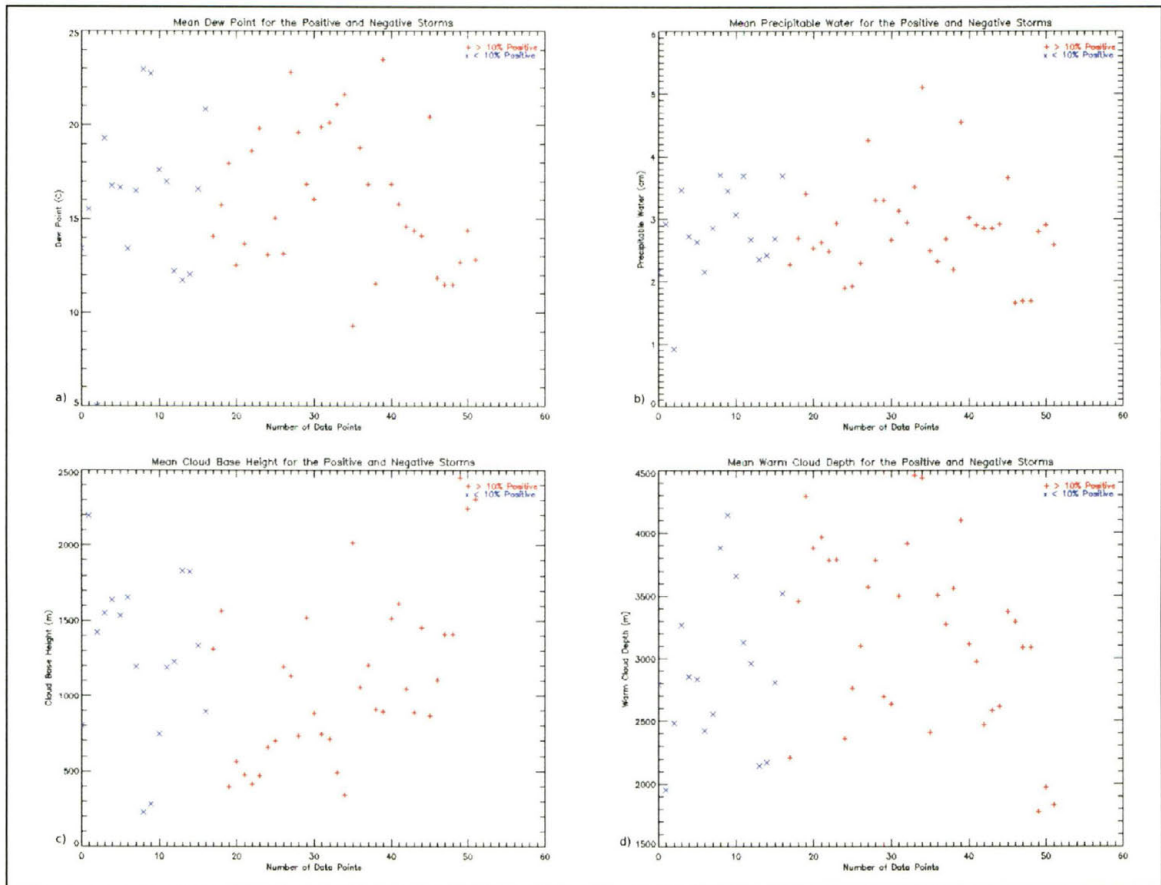 Mean Dew Point for the Positive and Negative Storms
25
20
15
10
5
Dew Point (C)
+ > 10% Positive
x < 10% Positive
a)
0 10 20 30 40 50 60
Number of Data Points
Mean Precipitable Water for the Positive and Negative Storms
6
5
4
3
2
1
0
Precipitable Water (cm)
+ > 10% Positive
x < 10% Positive
b)
0 10 20 30 40 50 60
Number of Data Points
Mean Cloud Base Height for the Positive and Negative Storms
2500
2000
1500
1000
500
0
Cloud Base Height (m)
+ > 10% Positive
x < 10% Positive
c)
0 10 20 30 40 50 60
Number of Data Points
Mean Warm Cloud Depth for the Positive and Negative Storms
4500
4000
3500
3000
2500
2000
1500
Warm Cloud Depth (m)
+ > 10% Positive
x < 10% Positive
d)
0 10 20 30 40 50 60
Number of Data Points